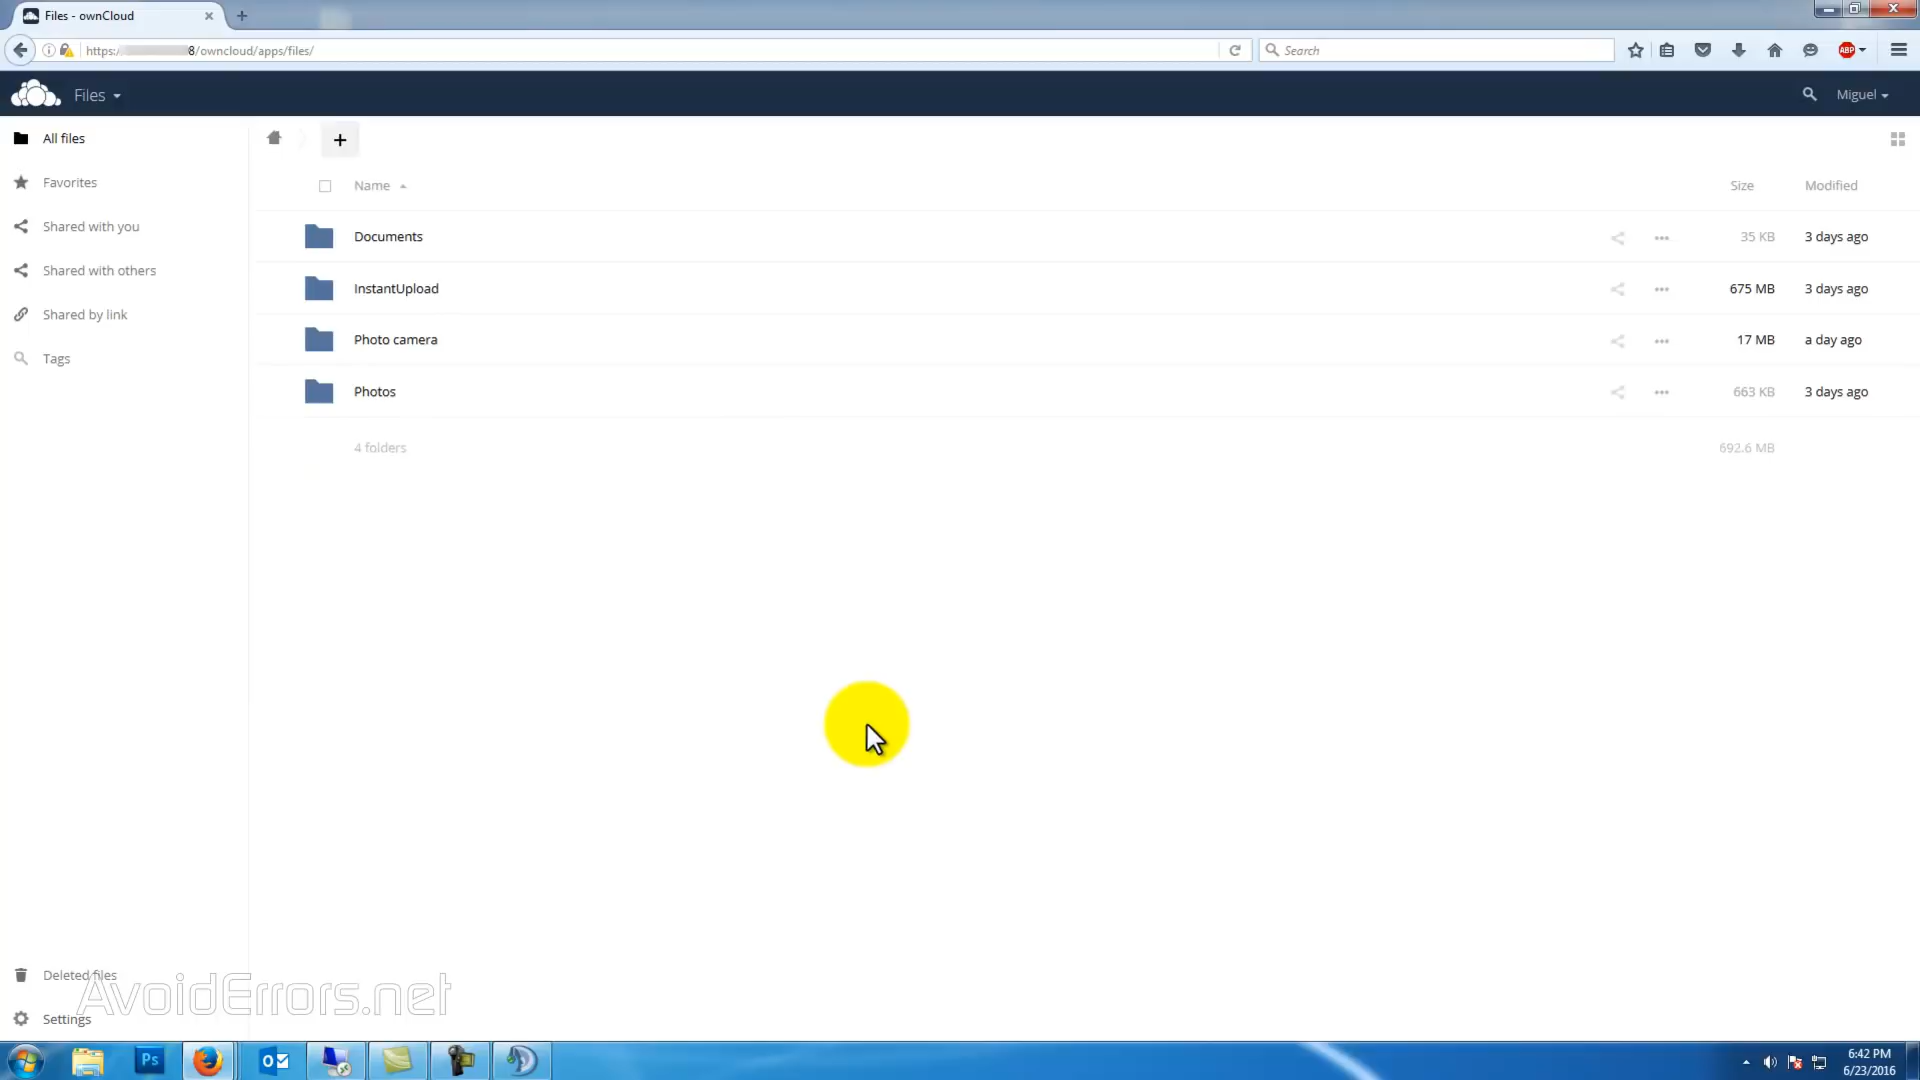 Files - ownCloud
https:/ 8/owncloud/apps/files/
Search
ABP
Files
Miguel
All files
Favorites
Shared with you
Shared with others
Shared by link
Tags
Name Size Modified
Documents 35 KB 3 days ago
InstantUpload 675 MB 3 days ago
Photo camera 17 MB a day ago
Photos 663 KB 3 days ago
4 folders 692.6 MB
Deleted files
AvoidErrors.net
Settings
Ps
6:42 PM
6/23/2016